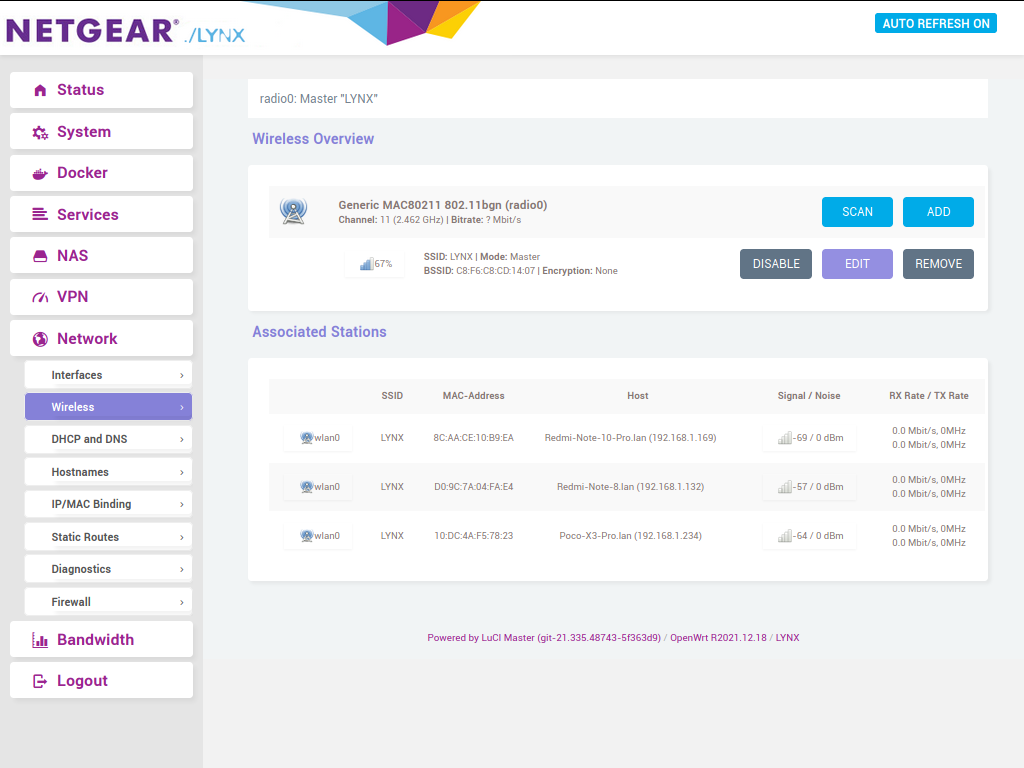 NETGEAR® ./LYNX
AUTO REFRESH ON
Status
System
Docker
Services
NAS
VPN
Network
Interfaces ›
Wireless ›
DHCP and DNS ›
Hostnames ›
IP/MAC Binding ›
Static Routes ›
Diagnostics ›
Firewall ›
Bandwidth
Logout
radio0: Master "LYNX"
Wireless Overview
Generic MAC80211 802.11bgn (radio0)
Channel: 11 (2.462 GHz) | Bitrate: ? Mbit/s
SCAN ADD
67%
SSID: LYNX | Mode: Master
BSSID: C8:F6:C8:CD:14:07 | Encryption: None
DISABLE EDIT REMOVE
Associated Stations
SSID MAC-Address Host Signal / Noise RX Rate / TX Rate
wlan0 LYNX 8C:AA:CE:10:B9:EA Redmi-Note-10-Pro.lan (192.168.1.169) -69 / 0 dBm 0.0 Mbit/s, 0MHz
0.0 Mbit/s, 0MHz
wlan0 LYNX D0:9C:7A:04:FA:E4 Redmi-Note-8.lan (192.168.1.132) -57 / 0 dBm 0.0 Mbit/s, 0MHz
0.0 Mbit/s, 0MHz
wlan0 LYNX 10:DC:4A:F5:78:23 Poco-X3-Pro.lan (192.168.1.234) -64 / 0 dBm 0.0 Mbit/s, 0MHz
0.0 Mbit/s, 0MHz
Powered by LuCI Master (git-21.335.48743-5f363d9) / OpenWrt R2021.12.18 / LYNX